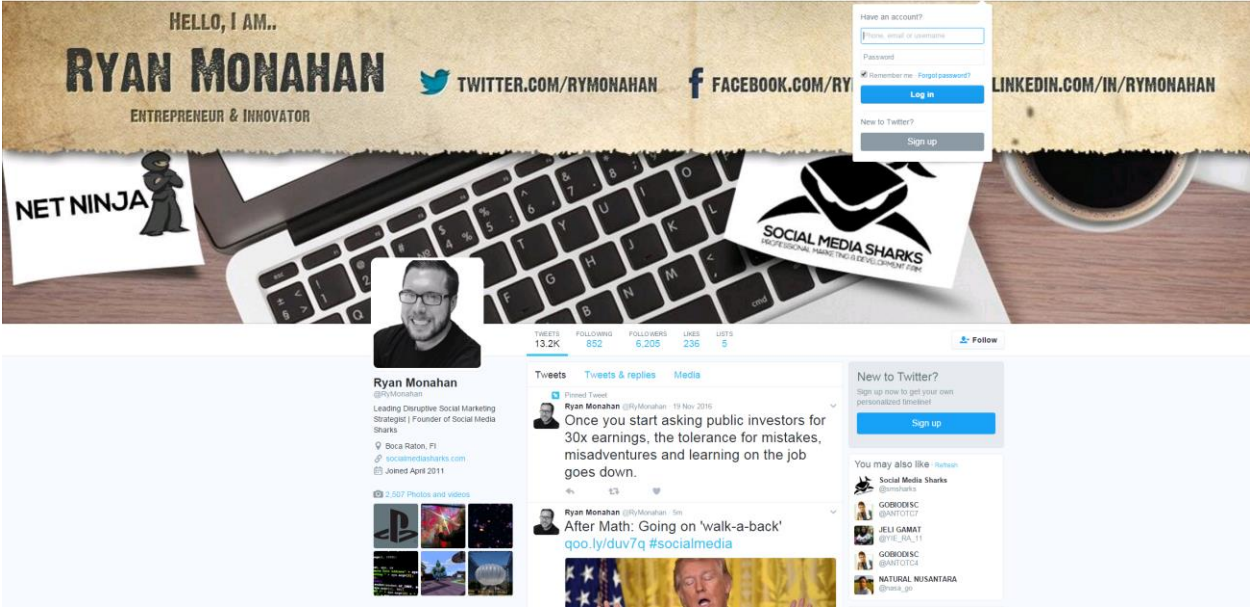 HELLO, I AM..
RYAN MONAHAN
ENTREPRENEUR & INNOVATOR
TWITTER.COM/RYMONAHAN
FACEBOOK.COM/RY
LINKEDIN.COM/IN/RYMONAHAN
Have an account?
Phone, email or username
Password
Remember me · Forgot password?
Log in
New to Twitter?
Sign up
NET NINJA
SOCIAL MEDIA SHARKS
PROFESSIONAL MARKETING & DEVELOPMENT FIRM
TWEETS FOLLOWING FOLLOWERS LIKES LISTS
13.2K 852 6,205 236 5
Follow
Ryan Monahan
@RyMonahan
Leading Disruptive Social Marketing
Strategist | Founder of Social Media
Sharks
Boca Raton, Fl
socialmediasharks.com
Joined April 2011
2,507 Photos and videos
Tweets Tweets & replies Media
Pinned Tweet
Ryan Monahan @RyMonahan · 19 Nov 2016
Once you start asking public investors for
30x earnings, the tolerance for mistakes,
misadventures and learning on the job
goes down.
Ryan Monahan @RyMonahan · 5m
After Math: Going on 'walk-a-back'
qoo.ly/duv7q #socialmedia
New to Twitter?
Sign up now to get your own
personalized timeline!
Sign up
You may also like · Refresh
Social Media Sharks
@smsharks
GOBIODISC
@ANTOTC7
JELI GAMAT
@YIE_RA_11
GOBIODISC
@ANTOTC4
NATURAL NUSANTARA
@nasa_go